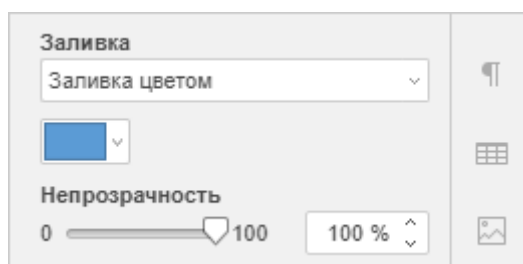 Заливка
Заливка цветом
Непрозрачность
0 100 100 %